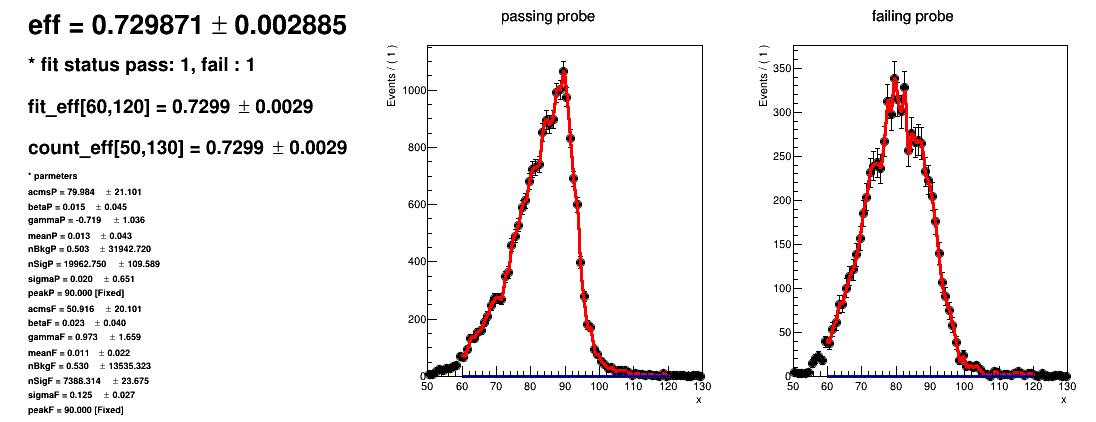 eff = 0.729871 ± 0.002885
* fit status pass: 1, fail : 1
fit_eff[60,120] = 0.7299 ± 0.0029
count_eff[50,130] = 0.7299 ± 0.0029
* parmeters
acmsP = 79.984 ± 21.101
betaP = 0.015 ± 0.045
gammaP = -0.719 ± 1.036
meanP = 0.013 ± 0.043
nBkgP = 0.503 ± 31942.720
nSigP = 19962.750 ± 109.589
sigmaP = 0.020 ± 0.651
peakP = 90.000 [Fixed]
acmsF = 50.916 ± 20.101
betaF = 0.023 ± 0.040
gammaF = 0.973 ± 1.659
meanF = 0.011 ± 0.022
nBkgF = 0.530 ± 13535.323
nSigF = 7388.314 ± 23.675
sigmaF = 0.125 ± 0.027
peakF = 90.000 [Fixed]
passing probe
Events / ( 1 )
1000
800
600
400
200
0
50 60 70 80 90 100 110 120 130
x
failing probe
Events / ( 1 )
350
300
250
200
150
100
50
0
50 60 70 80 90 100 110 120 130
x